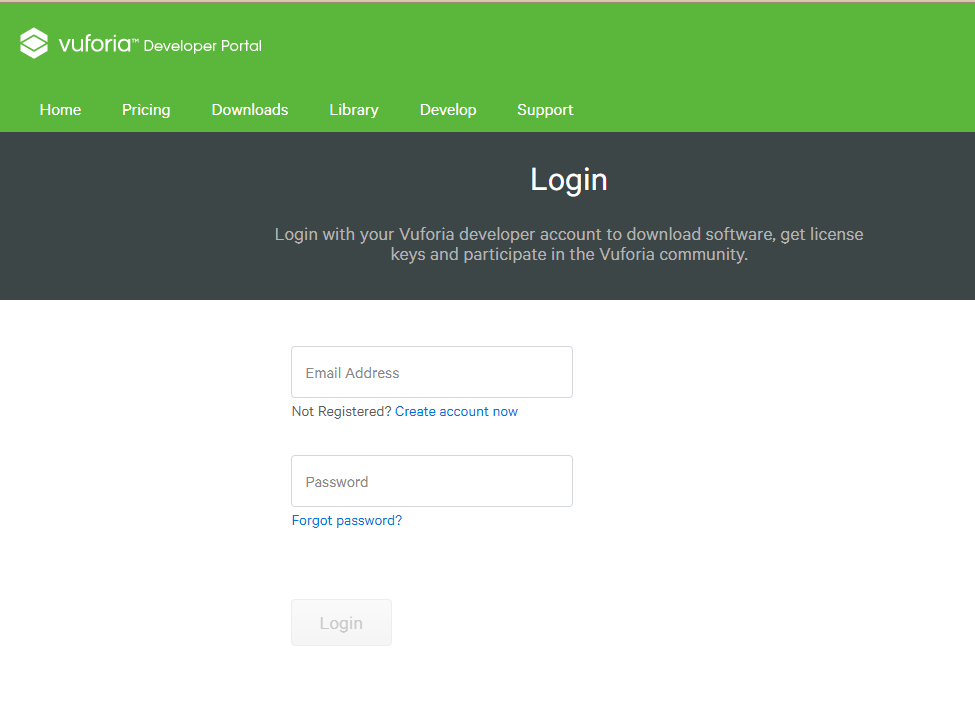 vuforia™ Developer Portal
Home Pricing Downloads Library Develop Support
Login
Login with your Vuforia developer account to download software, get license
keys and participate in the Vuforia community.
Email Address
Not Registered? Create account now
Password
Forgot password?
Login